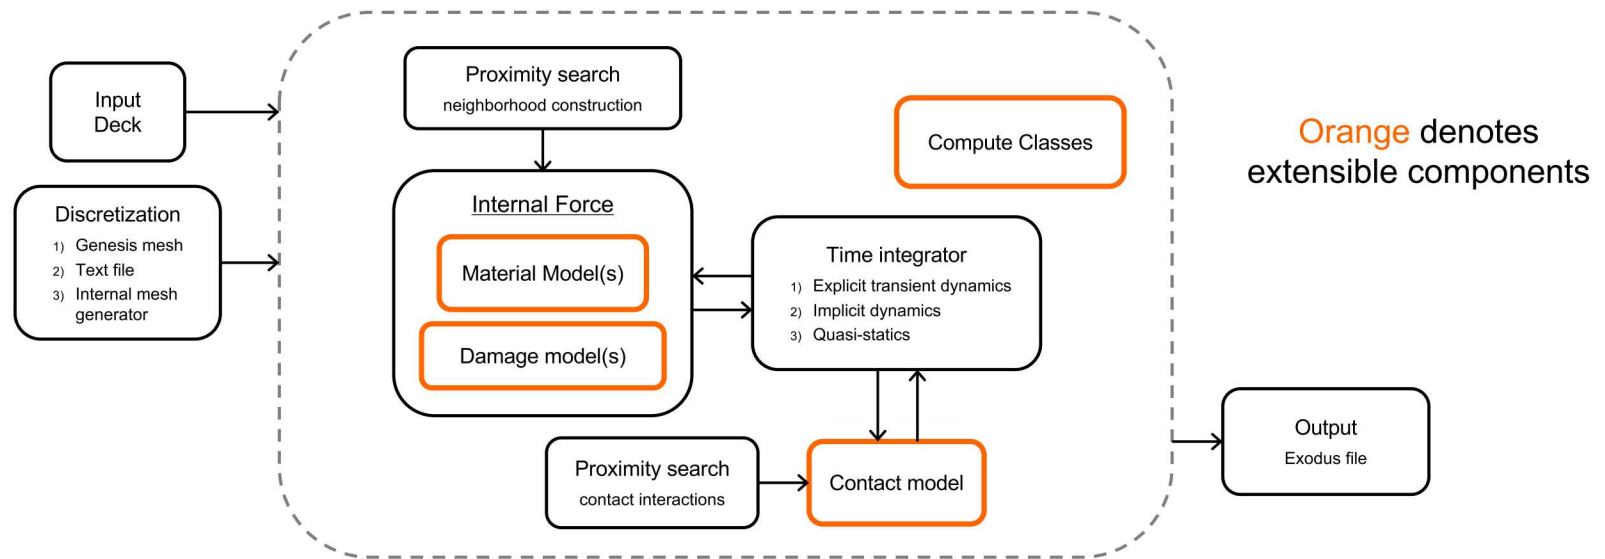 Input
Deck
Discretization
1) Genesis mesh
2) Text file
3) Internal mesh
generator
Proximity search
neighborhood construction
Internal Force
Material Model(s)
Damage model(s)
Compute Classes
Time integrator
1) Explicit transient dynamics
2) Implicit dynamics
3) Quasi-statics
Proximity search
contact interactions
Contact model
Orange denotes
extensible components
Output
Exodus file